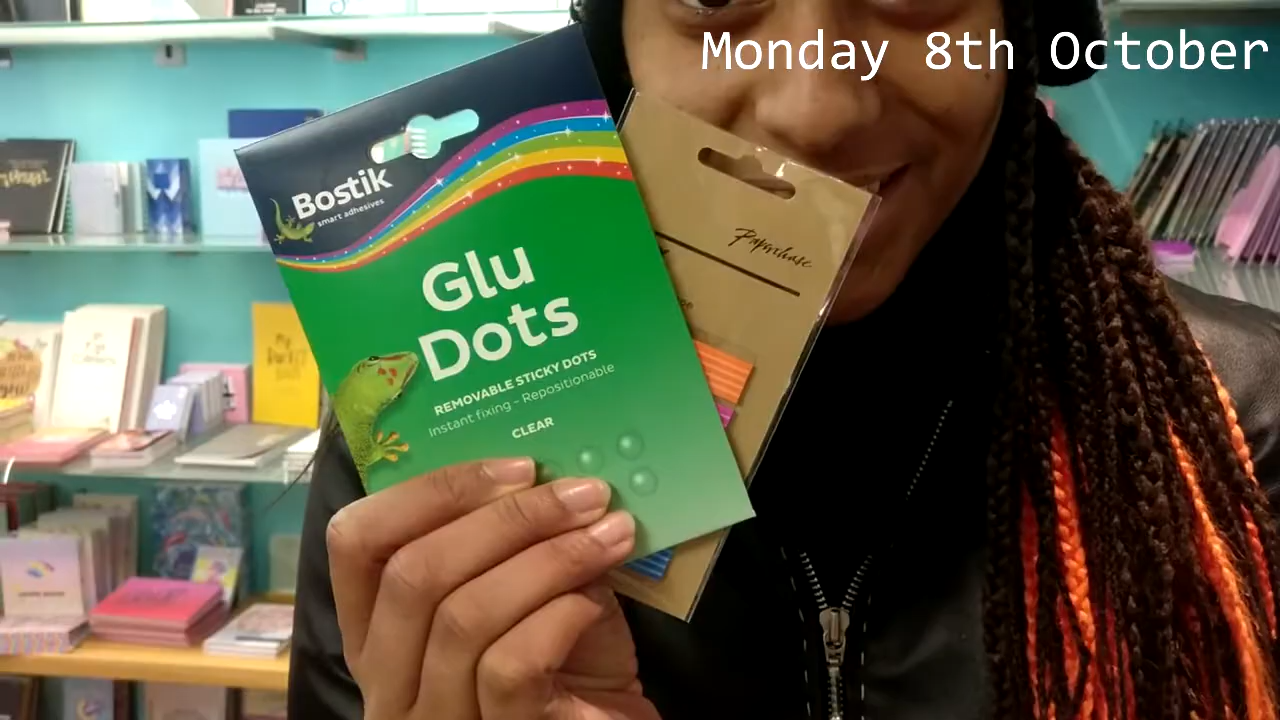 Monday 8th October
Bostik
smart adhesives
Glu
Dots
REMOVABLE STICKY DOTS
Instant fixing - Repositionable
CLEAR
Paperchase